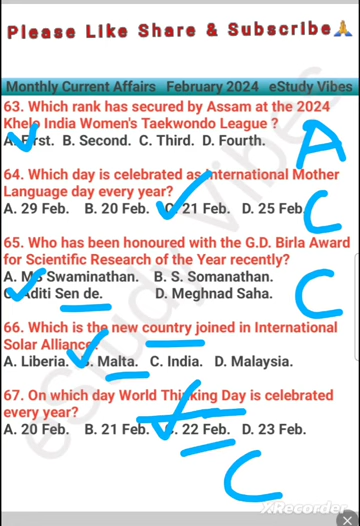 Please Like Share & Subscribe🙏
Monthly Current Affairs February 2024 eStudy Vibes
63. Which rank has secured by Assam at the 2024
Khelo India Women's Taekwondo League ?
A. First. B. Second. C. Third. D. Fourth.
A
64. Which day is celebrated as International Mother
Language day every year?
A. 29 Feb. B. 20 Feb. C. 21 Feb. D. 25 Feb.
C
65. Who has been honoured with the G.D. Birla Award
for Scientific Research of the Year recently?
A. MS Swaminathan. B. S. Somanathan.
C. Aditi Sen de. D. Meghnad Saha.
C
66. Which is the new country joined in International
Solar Alliance.
A. Liberia. B. Malta. C. India. D. Malaysia.
67. On which day World Thinking Day is celebrated
every year?
A. 20 Feb. B. 21 Feb. C. 22 Feb. D. 23 Feb.
C
eStudy Vibes
XRecorder